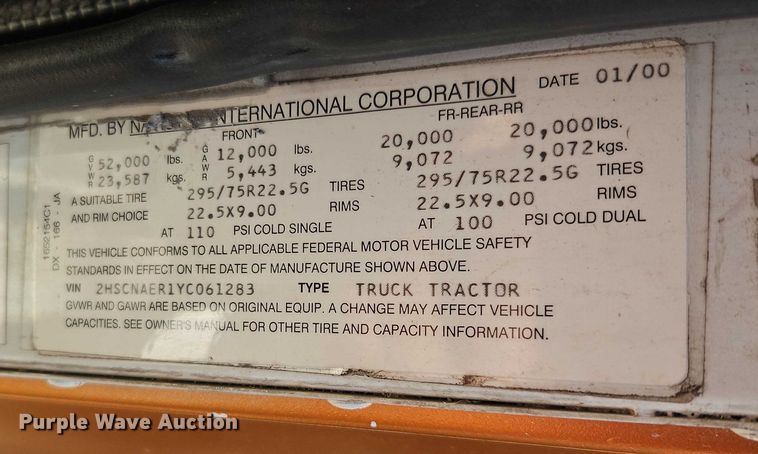 MFD. BY INTERNATIONAL CORPORATION DATE 01/00
FRONT FR-REAR-RR
GVWR 52,000 lbs. GAWR 12,000 lbs. 20,000 20,000 lbs.
23,587 kgs. 5,443 kgs. 9,072 9,072 kgs.
A SUITABLE TIRE 295/75R22.5G TIRES 295/75R22.5G TIRES
AND RIM CHOICE 22.5X9.00 RIMS 22.5X9.00 RIMS
AT 110 PSI COLD SINGLE AT 100 PSI COLD DUAL
THIS VEHICLE CONFORMS TO ALL APPLICABLE FEDERAL MOTOR VEHICLE SAFETY
STANDARDS IN EFFECT ON THE DATE OF MANUFACTURE SHOWN ABOVE.
VIN 2HSCNAER1YC061283 TYPE TRUCK TRACTOR
GVWR AND GAWR ARE BASED ON ORIGINAL EQUIP. A CHANGE MAY AFFECT VEHICLE
CAPACITIES. SEE OWNER'S MANUAL FOR OTHER TIRE AND CAPACITY INFORMATION.
1692154C1
DX - 166 - JA
Purple Wave Auction